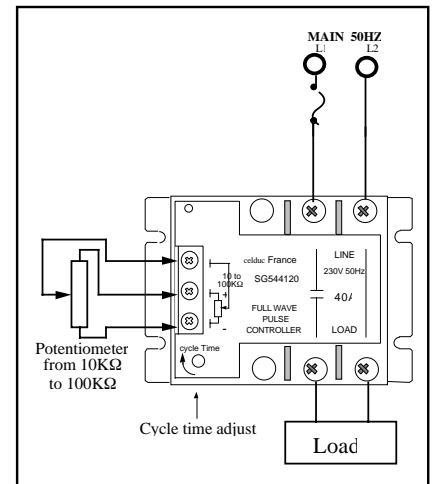 MAIN 50HZ
L1 L2
celduc France
SG544120
10 to
100KΩ
+
-
FULL WAVE
PULSE
CONTROLLER
LINE
230V 50Hz
40A
LOAD
cycle Time
Potentiometer
from 10KΩ
to 100KΩ
Cycle time adjust
Load